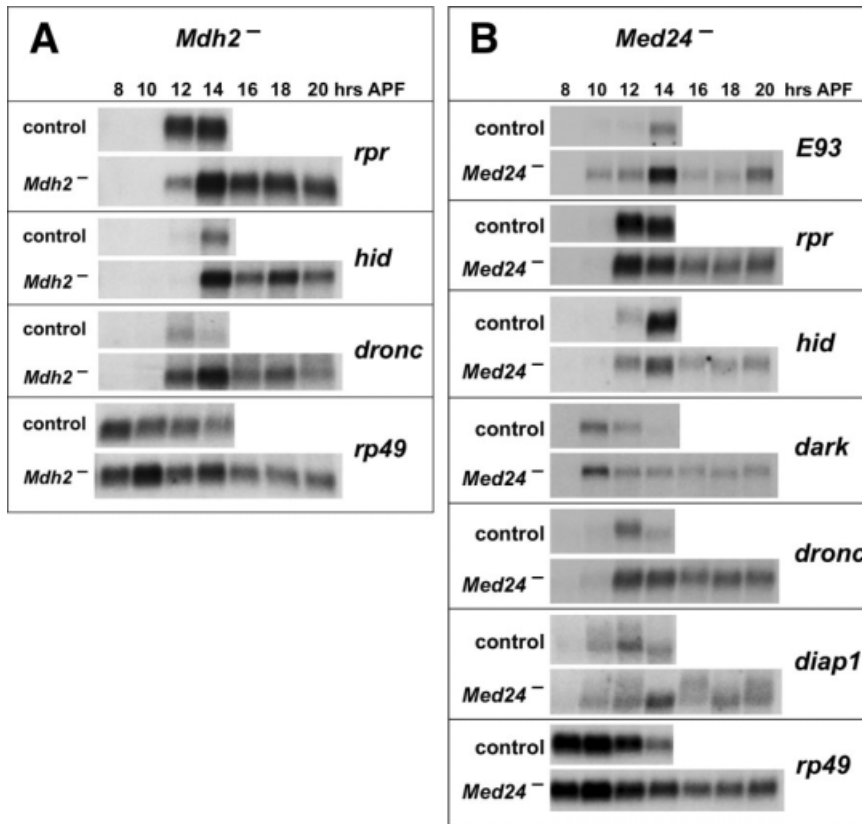 A Mdh2⁻
8 10 12 14 16 18 20 hrs APF
control
rpr
Mdh2⁻
control
hid
Mdh2⁻
control
dronc
Mdh2⁻
control
rp49
Mdh2⁻
B Med24⁻
8 10 12 14 16 18 20 hrs APF
control
E93
Med24⁻
control
rpr
Med24⁻
control
hid
Med24⁻
control
dark
Med24⁻
control
dronc
Med24⁻
control
diap1
Med24⁻
control
rp49
Med24⁻